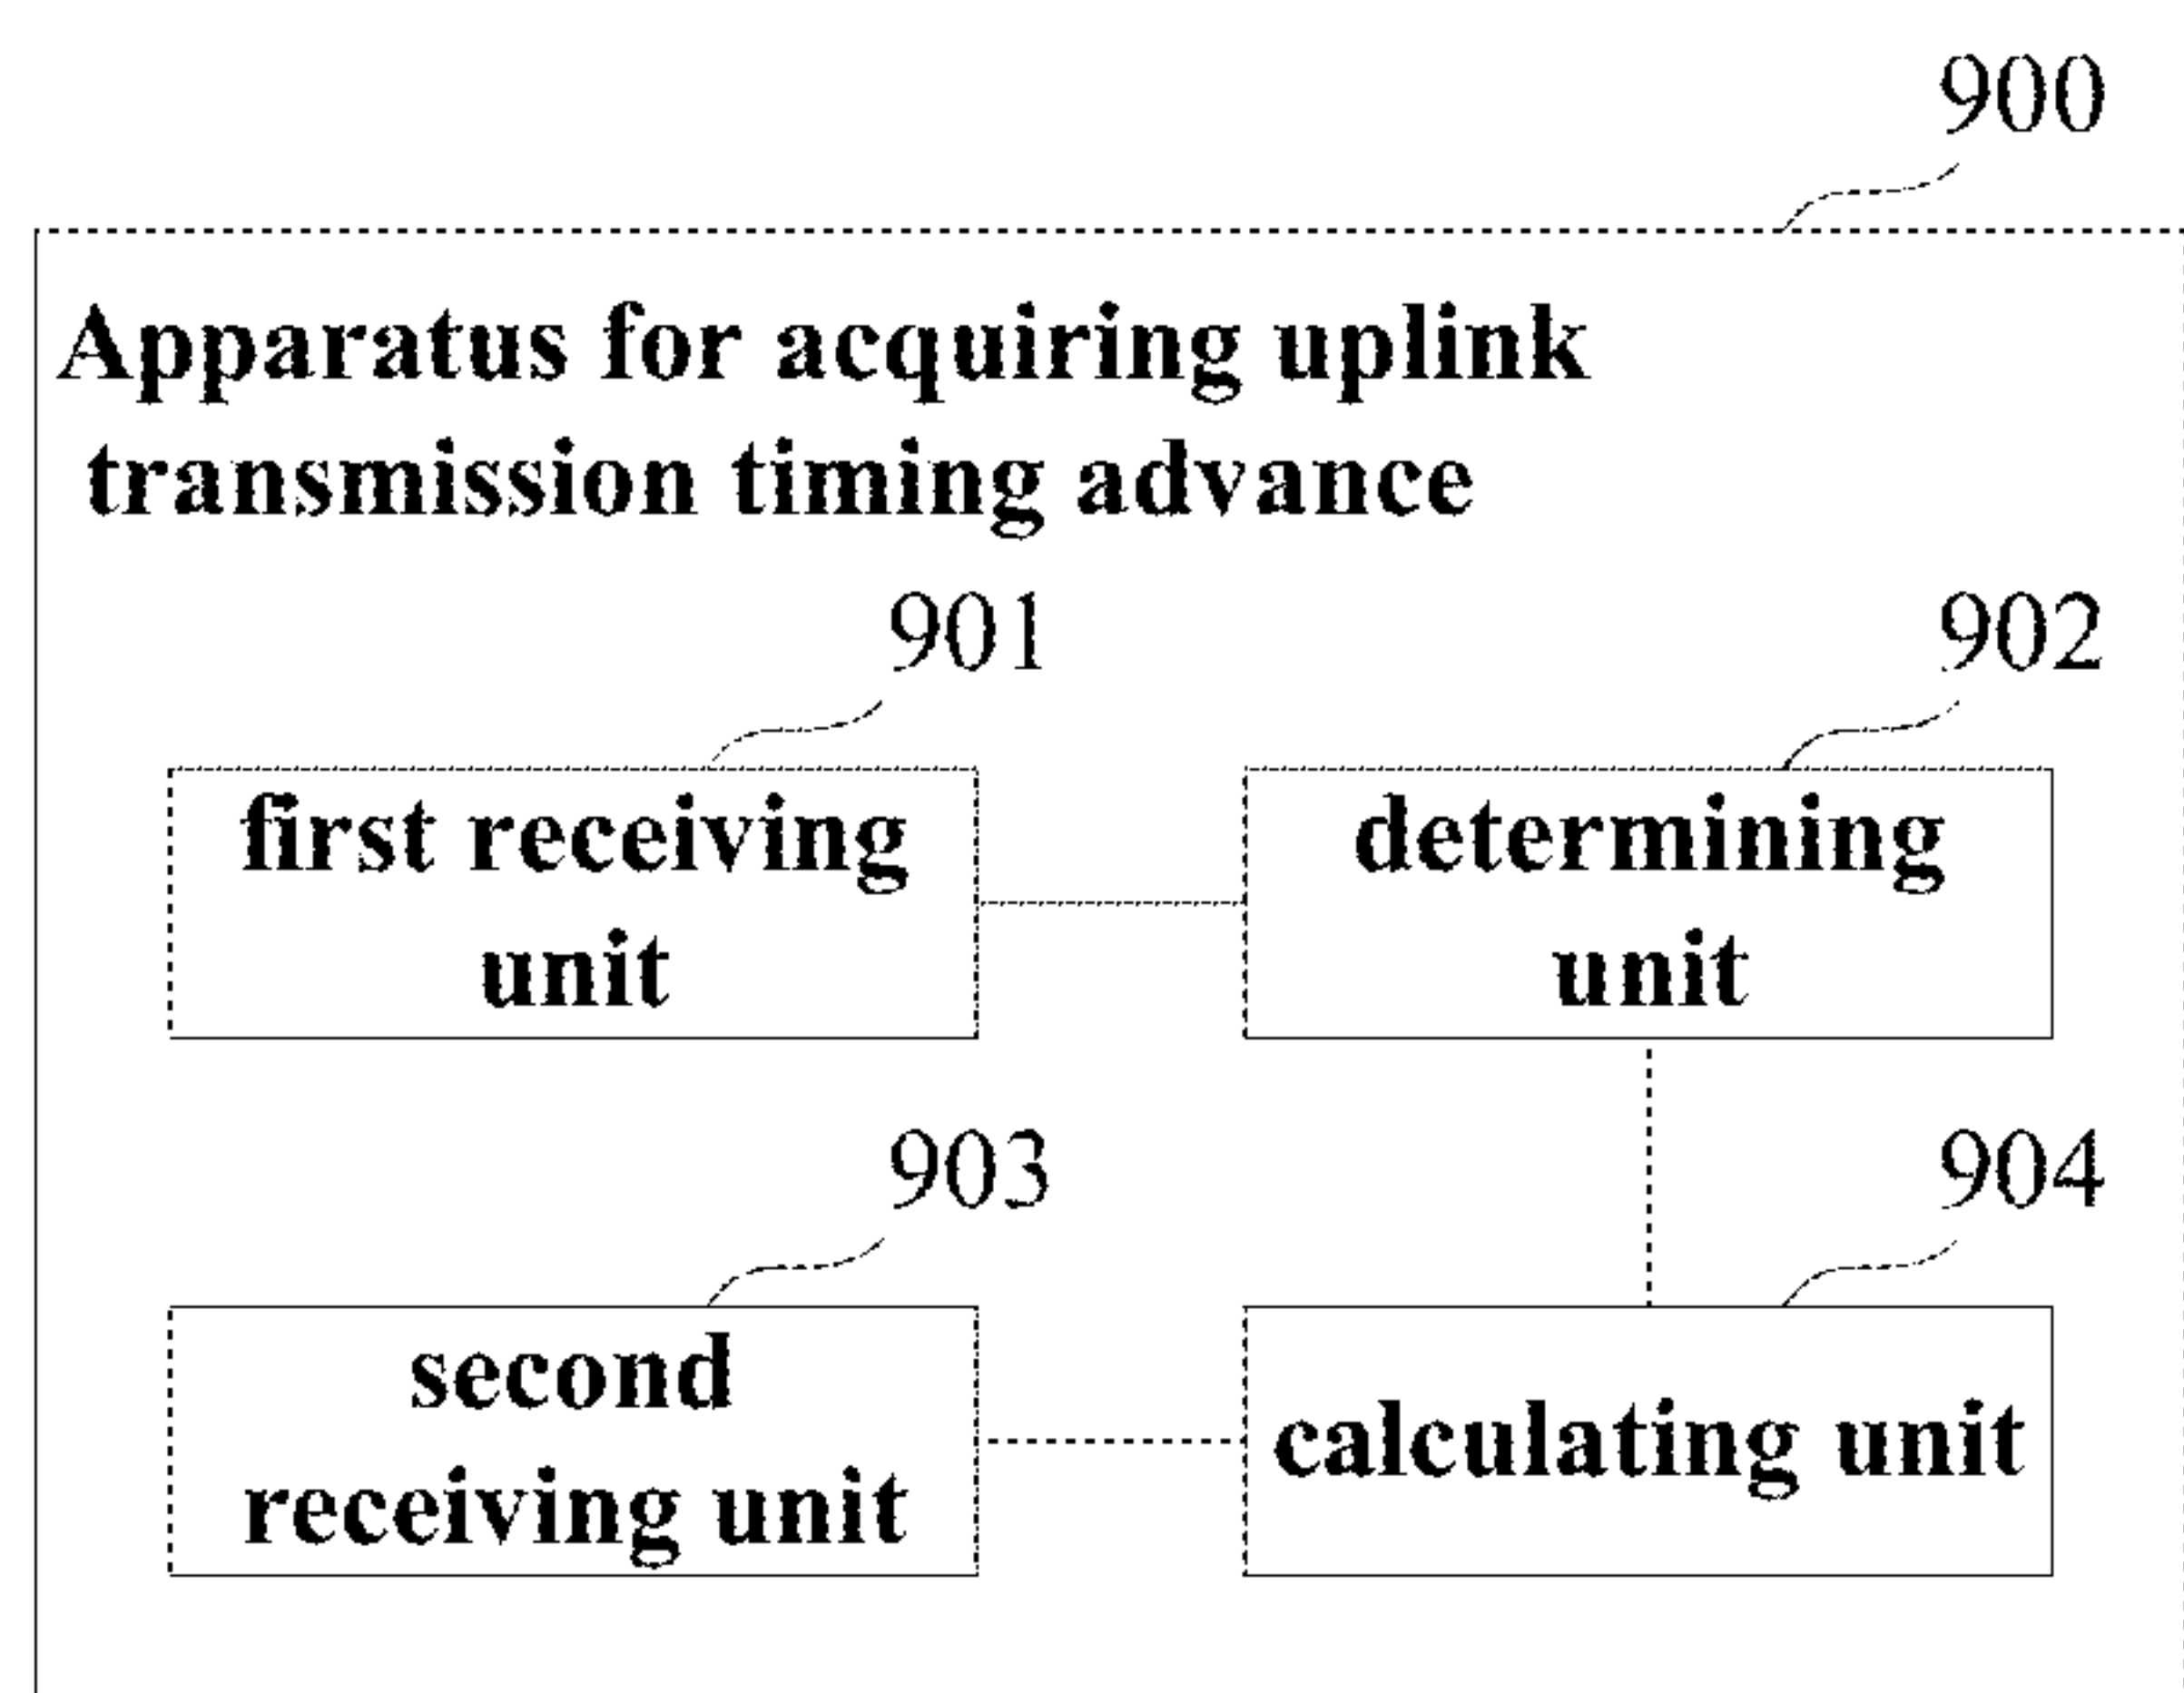 900
Apparatus for acquiring uplink
transmission timing advance
901
902
first receiving
unit
determining
unit
903
904
second
receiving unit
calculating unit